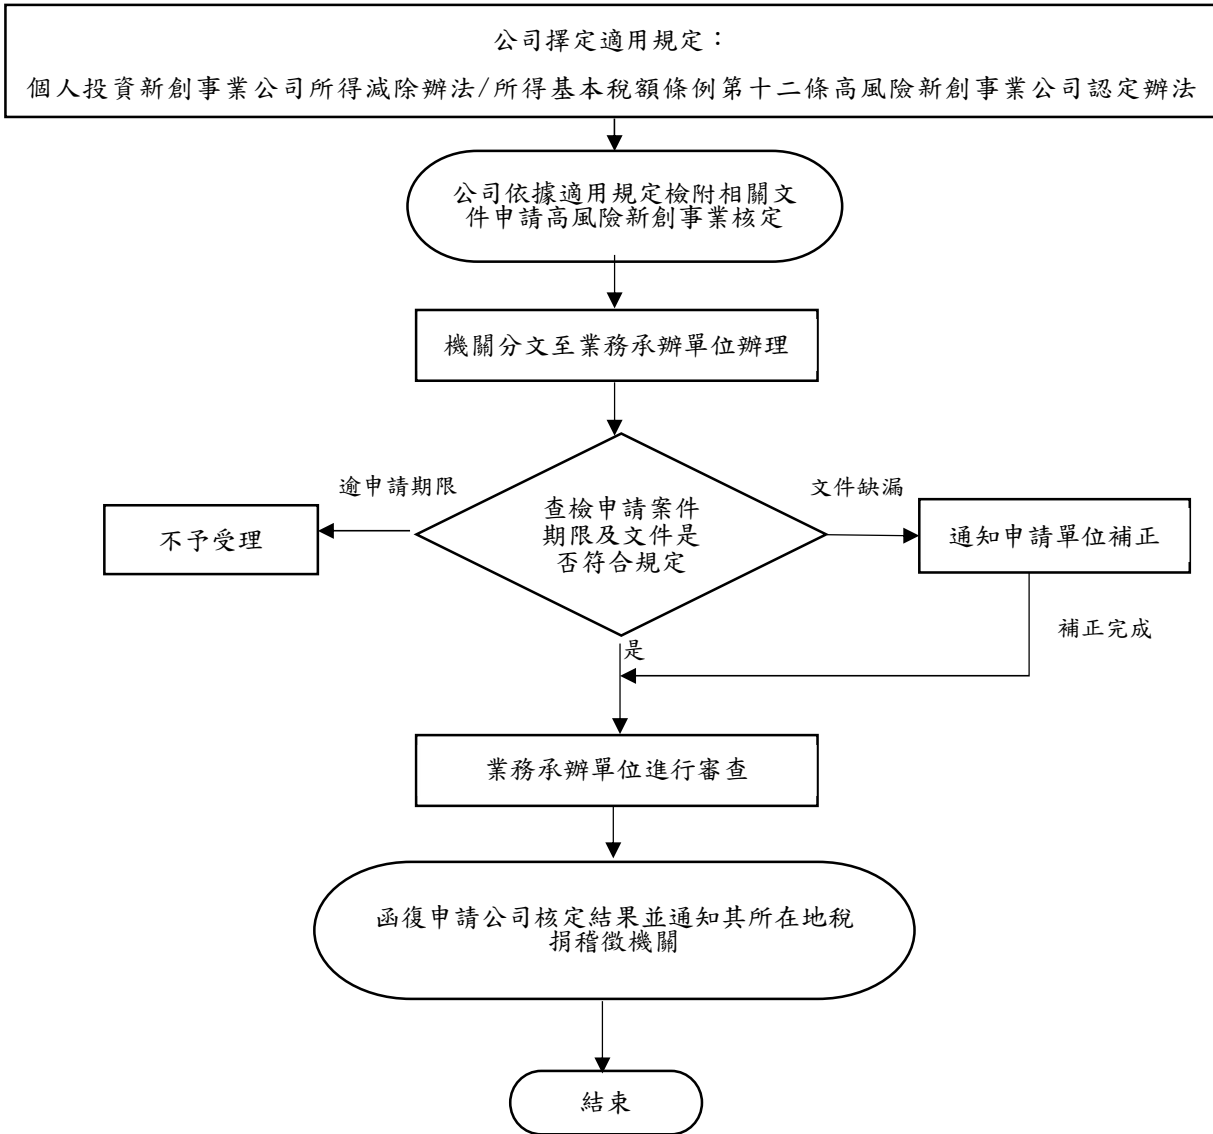 公司擇定適用規定：
個人投資新創事業公司所得減除辦法/所得基本稅額條例第十二條高風險新創事業公司認定辦法
公司依據適用規定檢附相關文
件申請高風險新創事業核定
機關分文至業務承辦單位辦理
逾申請期限
文件缺漏
查檢申請案件
期限及文件是
否符合規定
不予受理
通知申請單位補正
補正完成
是
業務承辦單位進行審查
函復申請公司核定結果並通知其所在地稅
捐稽徵機關
結束